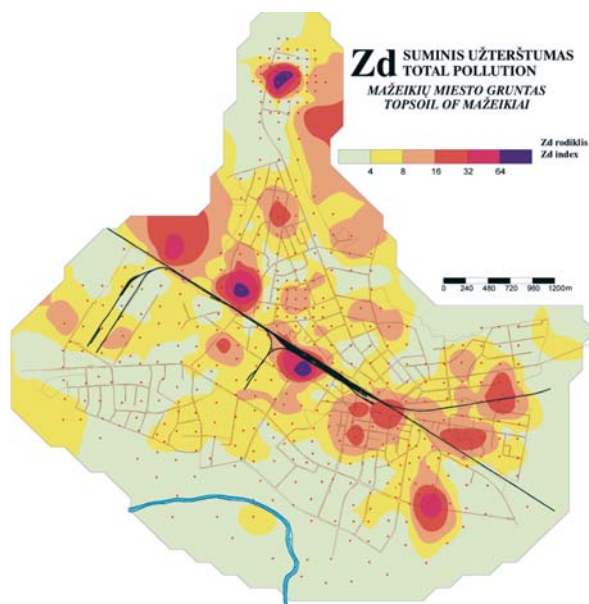 Zd SUMINIS UŽTERŠTUMAS
TOTAL POLLUTION
MAŽEIKIŲ MIESTO GRUNTAS
TOPSOIL OF MAŽEIKIAI
Zd rodiklis
Zd index
4 8 16 32 64
0 240 480 720 960 1200m